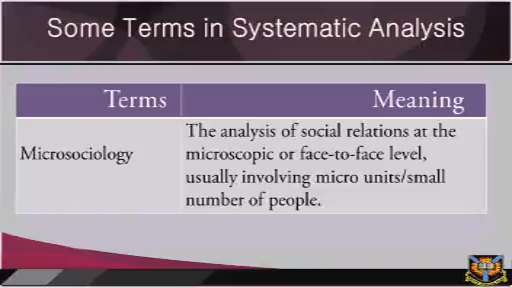 Some Terms in Systematic Analysis
Terms Meaning
Microsociology
The analysis of social relations at the
microscopic or face-to-face level,
usually involving micro units/small
number of people.